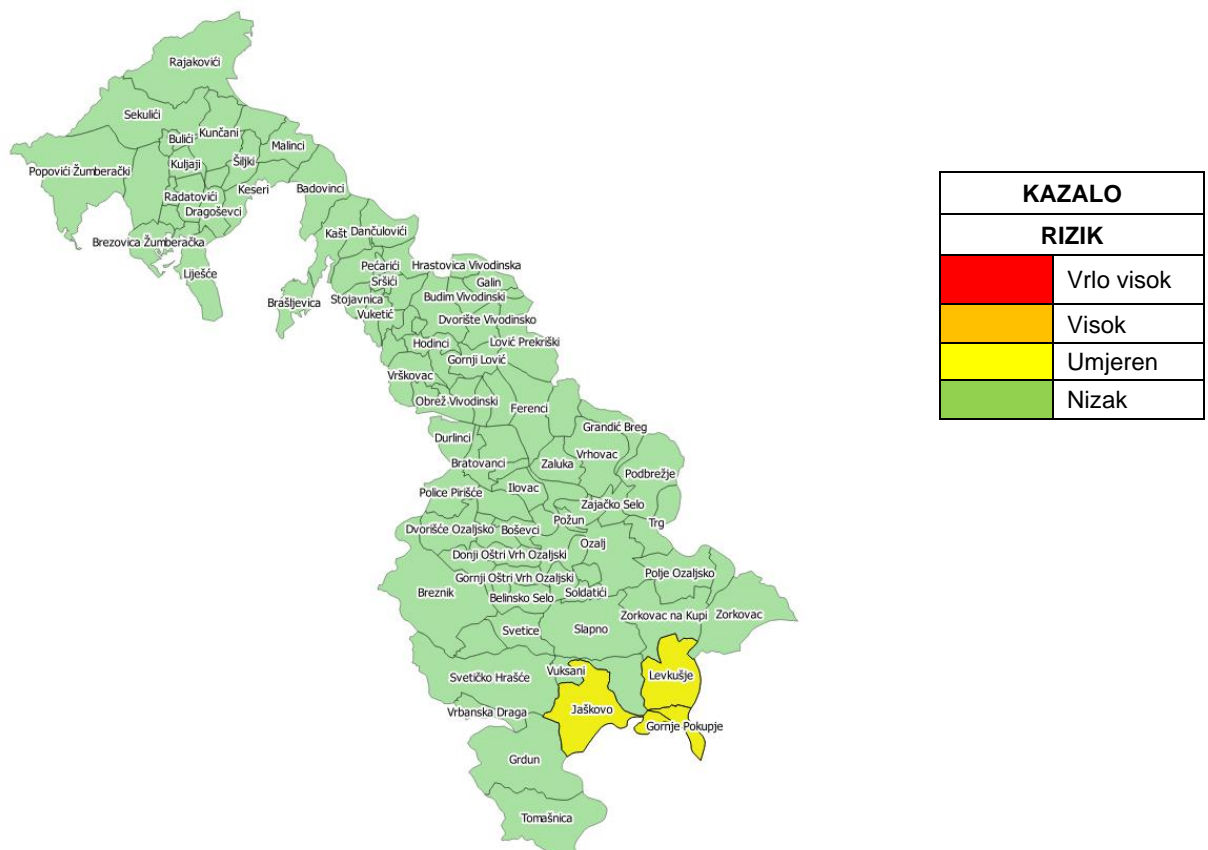 Rajakovići
Sekulići
Bulići
Kunčani
Malinci
Popovići Žumberački
Kuljaji
Šiljki
Radatovići
Keseri
Badovinci
Dragoševci
Brezovica Žumberačka
Kašt
Dančulovići
Liješće
Pećarići
Hrastovica Vivodinska
Sršići
Galin
Brašljevica
Stojavnica
Budim Vivodinski
Vuketić
Dvorište Vivodinsko
Hodinci
Lović Prekriški
Gornji Lović
Vrškovac
Obrež Vivodinski
Ferenci
Grandić Breg
Durlinci
Bratovanci
Zaluka
Vrhovac
Podbrežje
Police Pirišće
Ilovac
Zajačko Selo
Dvorišće Ozaljsko
Boševci
Požun
Trg
Ozalj
Donji Oštri Vrh Ozaljski
Polje Ozaljsko
Gornji Oštri Vrh Ozaljski
Breznik
Belinsko Selo
Soldatići
Zorkovac na Kupi
Zorkovac
Svetice
Slapno
Svetičko Hrašće
Vuksani
Levkušje
Vrbanska Draga
Jaškovo
Gornje Pokupje
Grdun
Tomašnica
KAZALO
RIZIK
Vrlo visok
Visok
Umjeren
Nizak